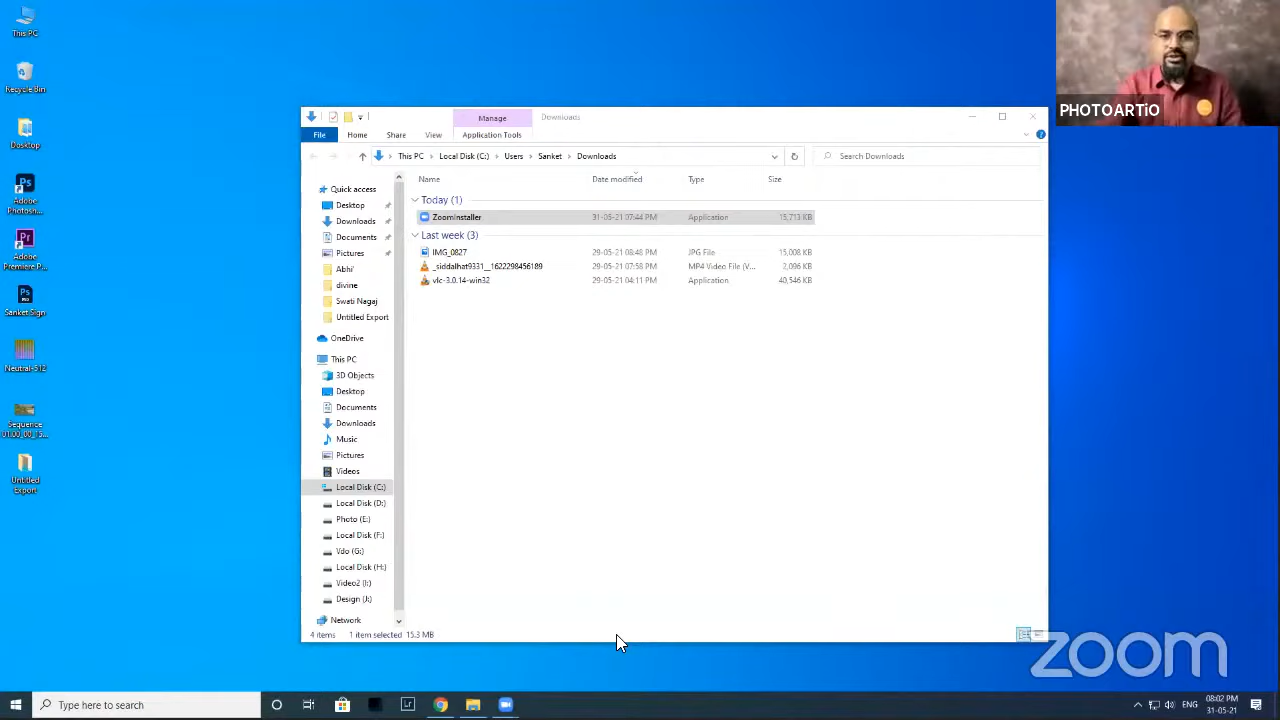 This PC
Recycle Bin
Desktop
Adobe
Photosh...
Adobe
Premiere P...
Sanket Sign
Neutral-512
Sequence
01.00_00_15...
Untitled
Export
Manage
Downloads
File
Home
Share
View
Application Tools
This PC
Local Disk (C:)
Users
Sanket
Downloads
Search Downloads
Name
Date modified
Type
Size
Quick access
Desktop
Downloads
Documents
Pictures
Abhi'
divine
Swati Nagaj
Untitled Export
OneDrive
This PC
3D Objects
Desktop
Documents
Downloads
Music
Pictures
Videos
Local Disk (C:)
Local Disk (D:)
Photo (E:)
Local Disk (F:)
Vdo (G:)
Local Disk (H:)
Video2 (I:)
Design (J:)
Network
Today (1)
ZoomInstaller 31-05-21 07:44 PM Application 15,713 KB
Last week (3)
IMG_0827 29-05-21 08:48 PM JPG File 15,008 KB
_siddalhat9331__1622298456189 29-05-21 07:58 PM MP4 Video File (V... 2,096 KB
vlc-3.0.14-win32 29-05-21 04:11 PM Application 40,546 KB
4 items 1 item selected 15.3 MB
PHOTOARTiO
zoom
Type here to search
Lr
ENG
08:02 PM
31-05-21